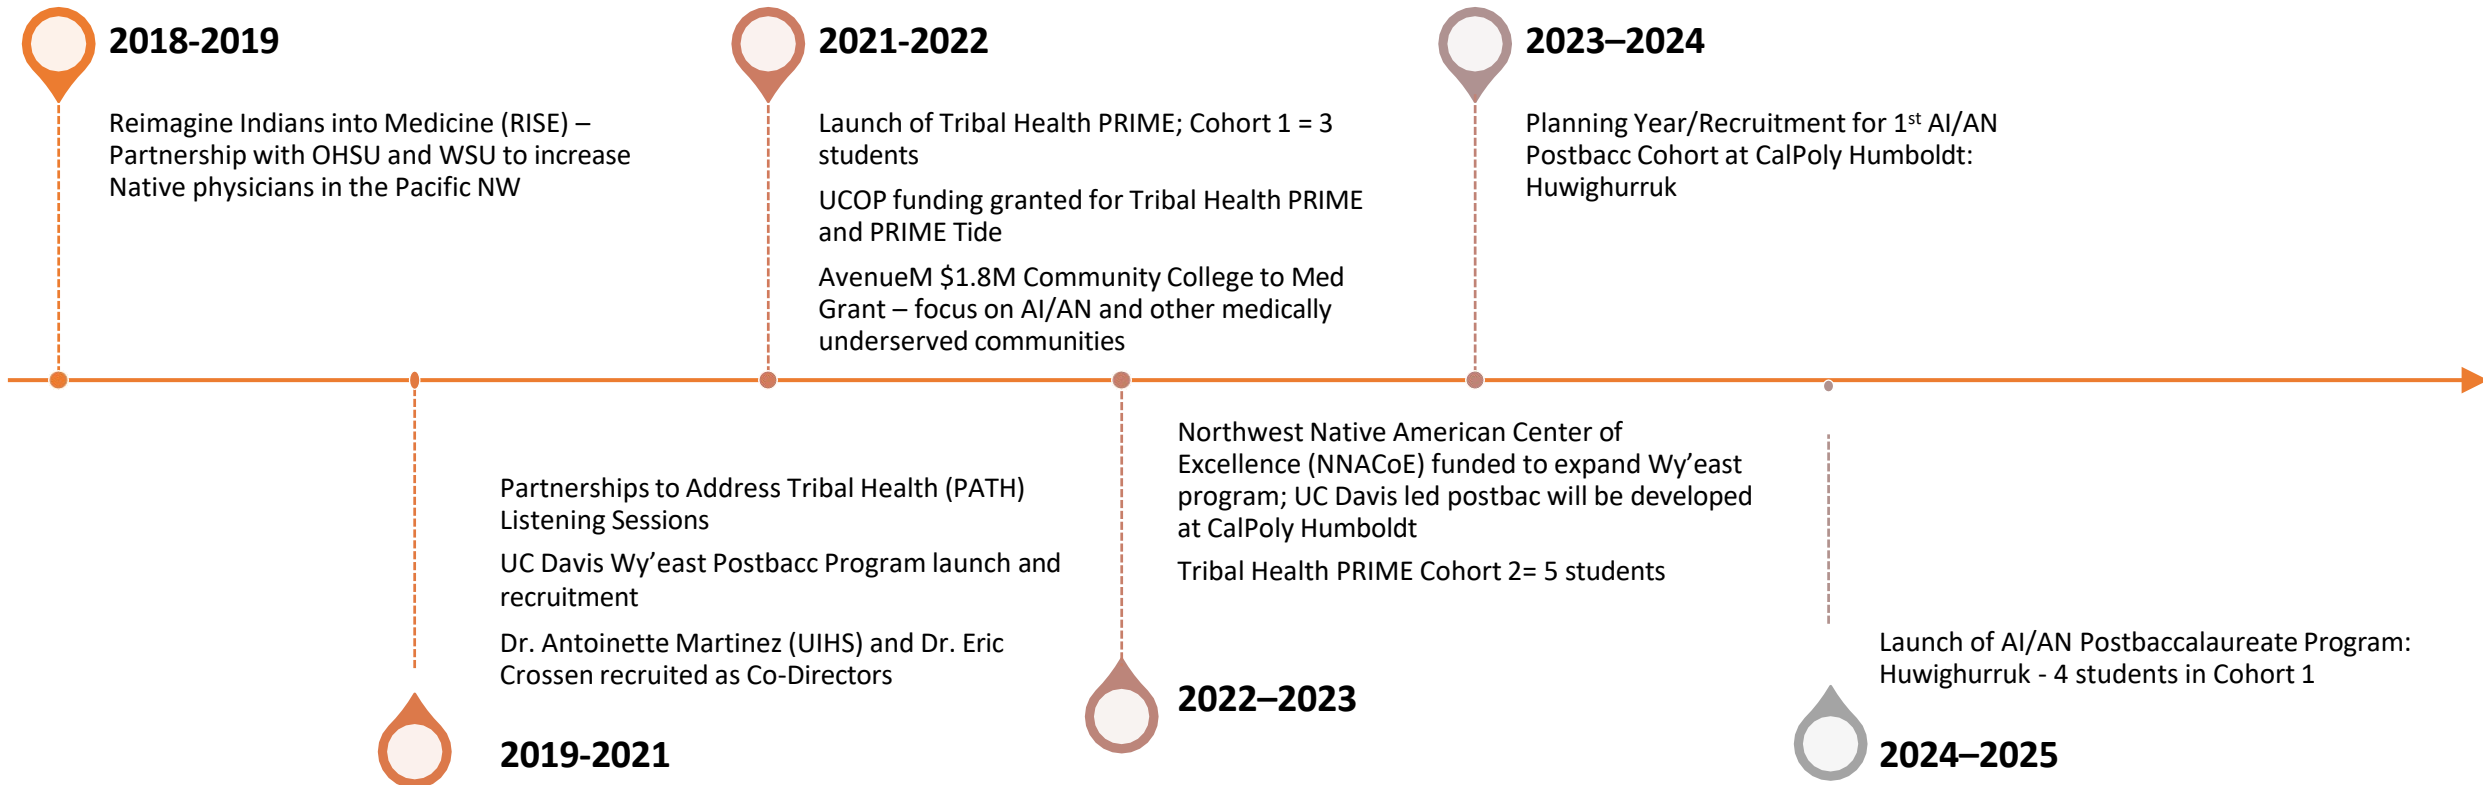 2018-2019
Reimagine Indians into Medicine (RISE) –
Partnership with OHSU and WSU to increase
Native physicians in the Pacific NW
2019-2021
Partnerships to Address Tribal Health (PATH)
Listening Sessions
UC Davis Wy’east Postbacc Program launch and
recruitment
Dr. Antoinette Martinez (UIHS) and Dr. Eric
Crossen recruited as Co-Directors
2021-2022
Launch of Tribal Health PRIME; Cohort 1 = 3
students
UCOP funding granted for Tribal Health PRIME
and PRIME Tide
AvenueM $1.8M Community College to Med
Grant – focus on AI/AN and other medically
underserved communities
2022–2023
Northwest Native American Center of
Excellence (NNACoE) funded to expand Wy’east
program; UC Davis led postbac will be developed
at CalPoly Humboldt
Tribal Health PRIME Cohort 2= 5 students
2023–2024
Planning Year/Recruitment for 1st AI/AN
Postbacc Cohort at CalPoly Humboldt:
Huwighurruk
2024–2025
Launch of AI/AN Postbaccalaureate Program:
Huwighurruk - 4 students in Cohort 1